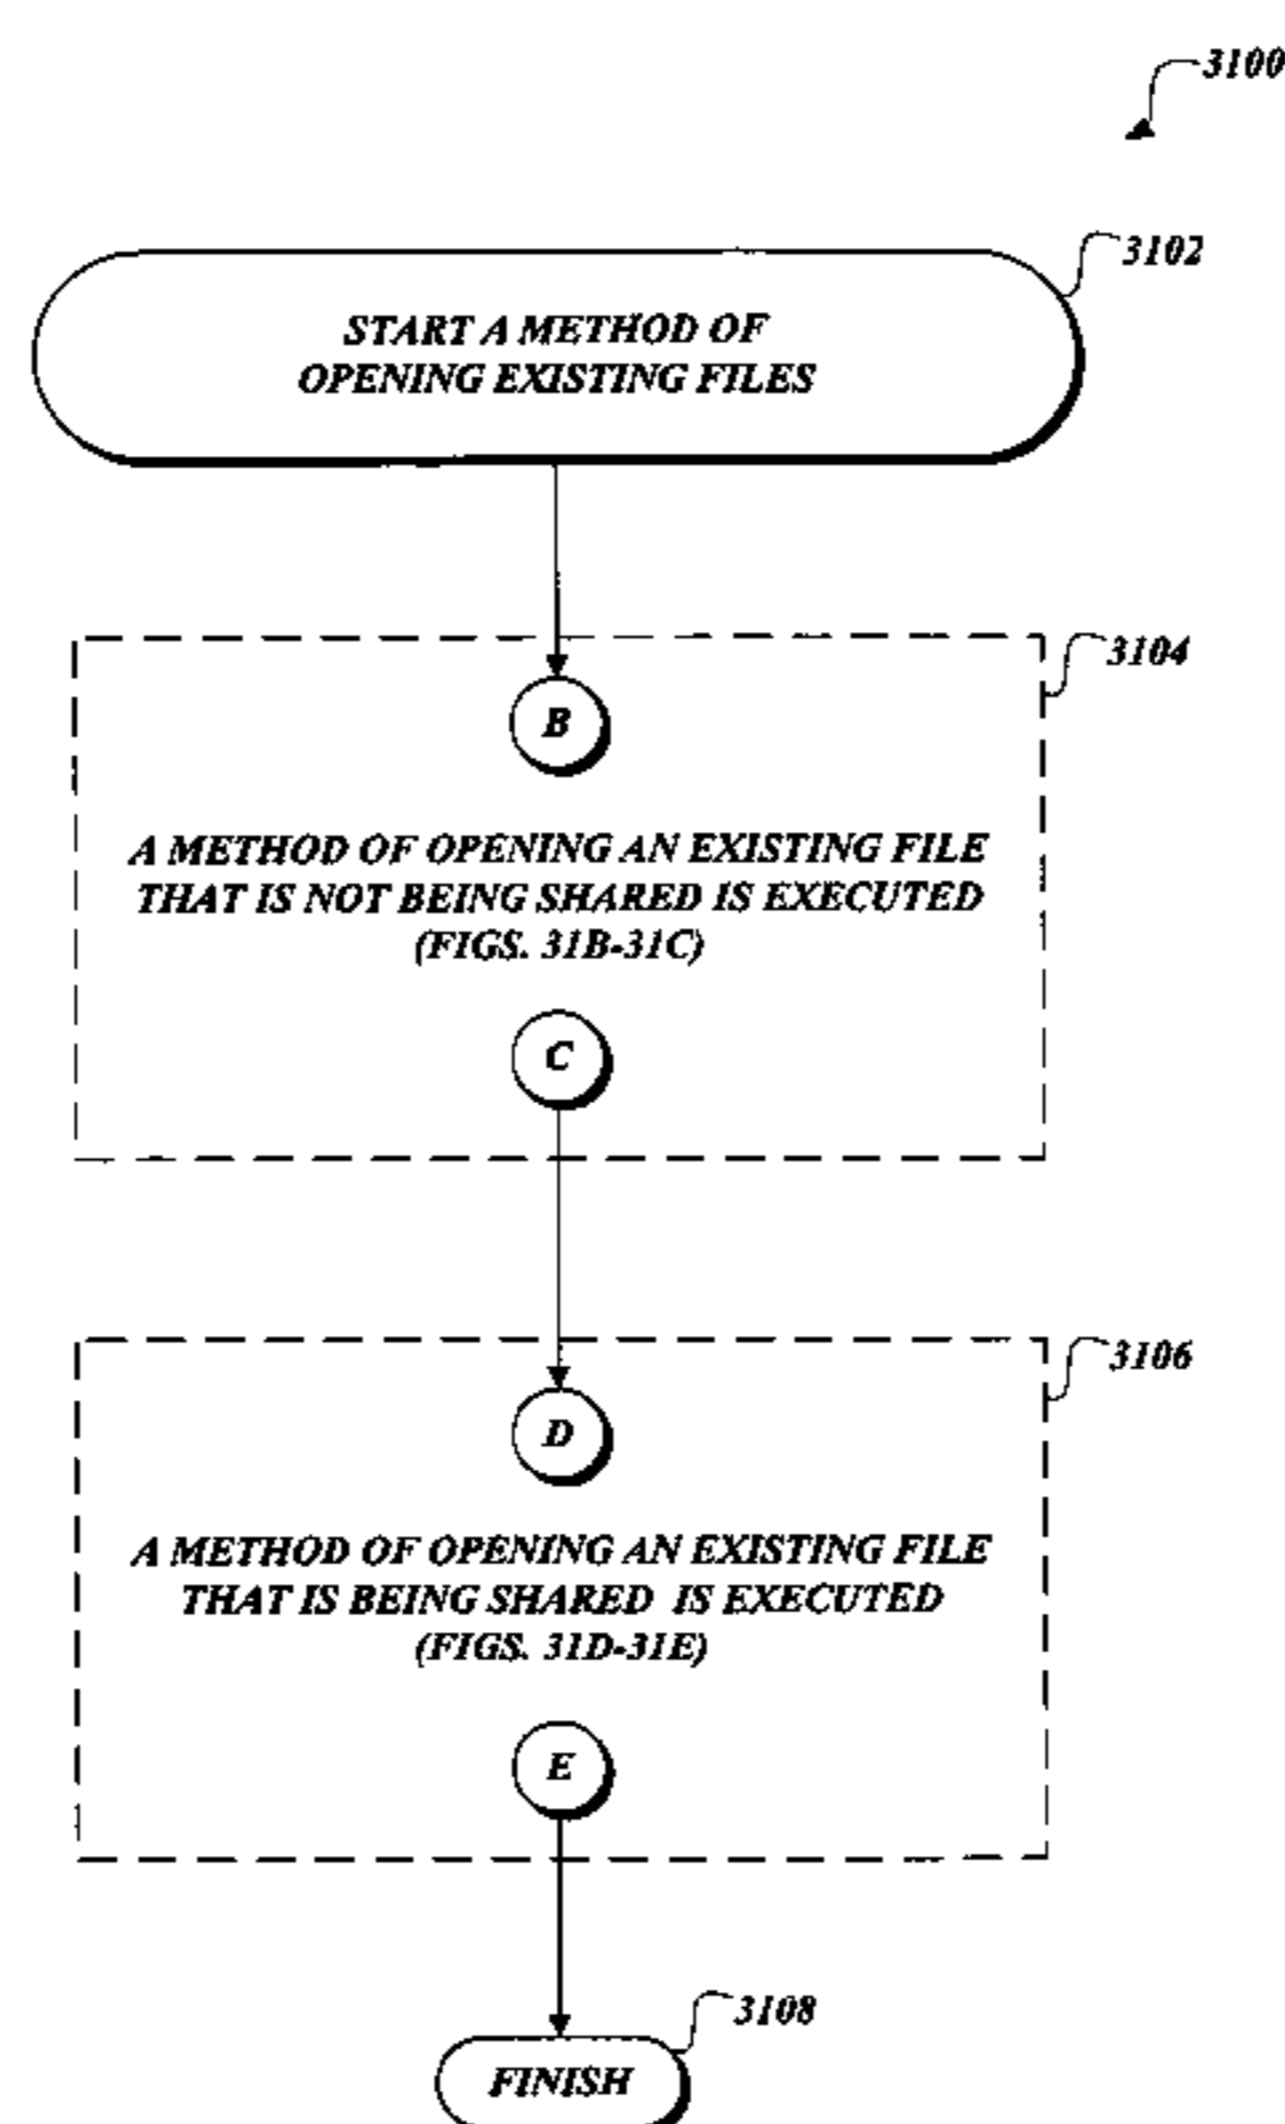 3100
3102
START A METHOD OF
OPENING EXISTING FILES
3104
B
A METHOD OF OPENING AN EXISTING FILE
THAT IS NOT BEING SHARED IS EXECUTED
(FIGS. 31B-31C)
C
3106
D
A METHOD OF OPENING AN EXISTING FILE
THAT IS BEING SHARED IS EXECUTED
(FIGS. 31D-31E)
E
3108
FINISH